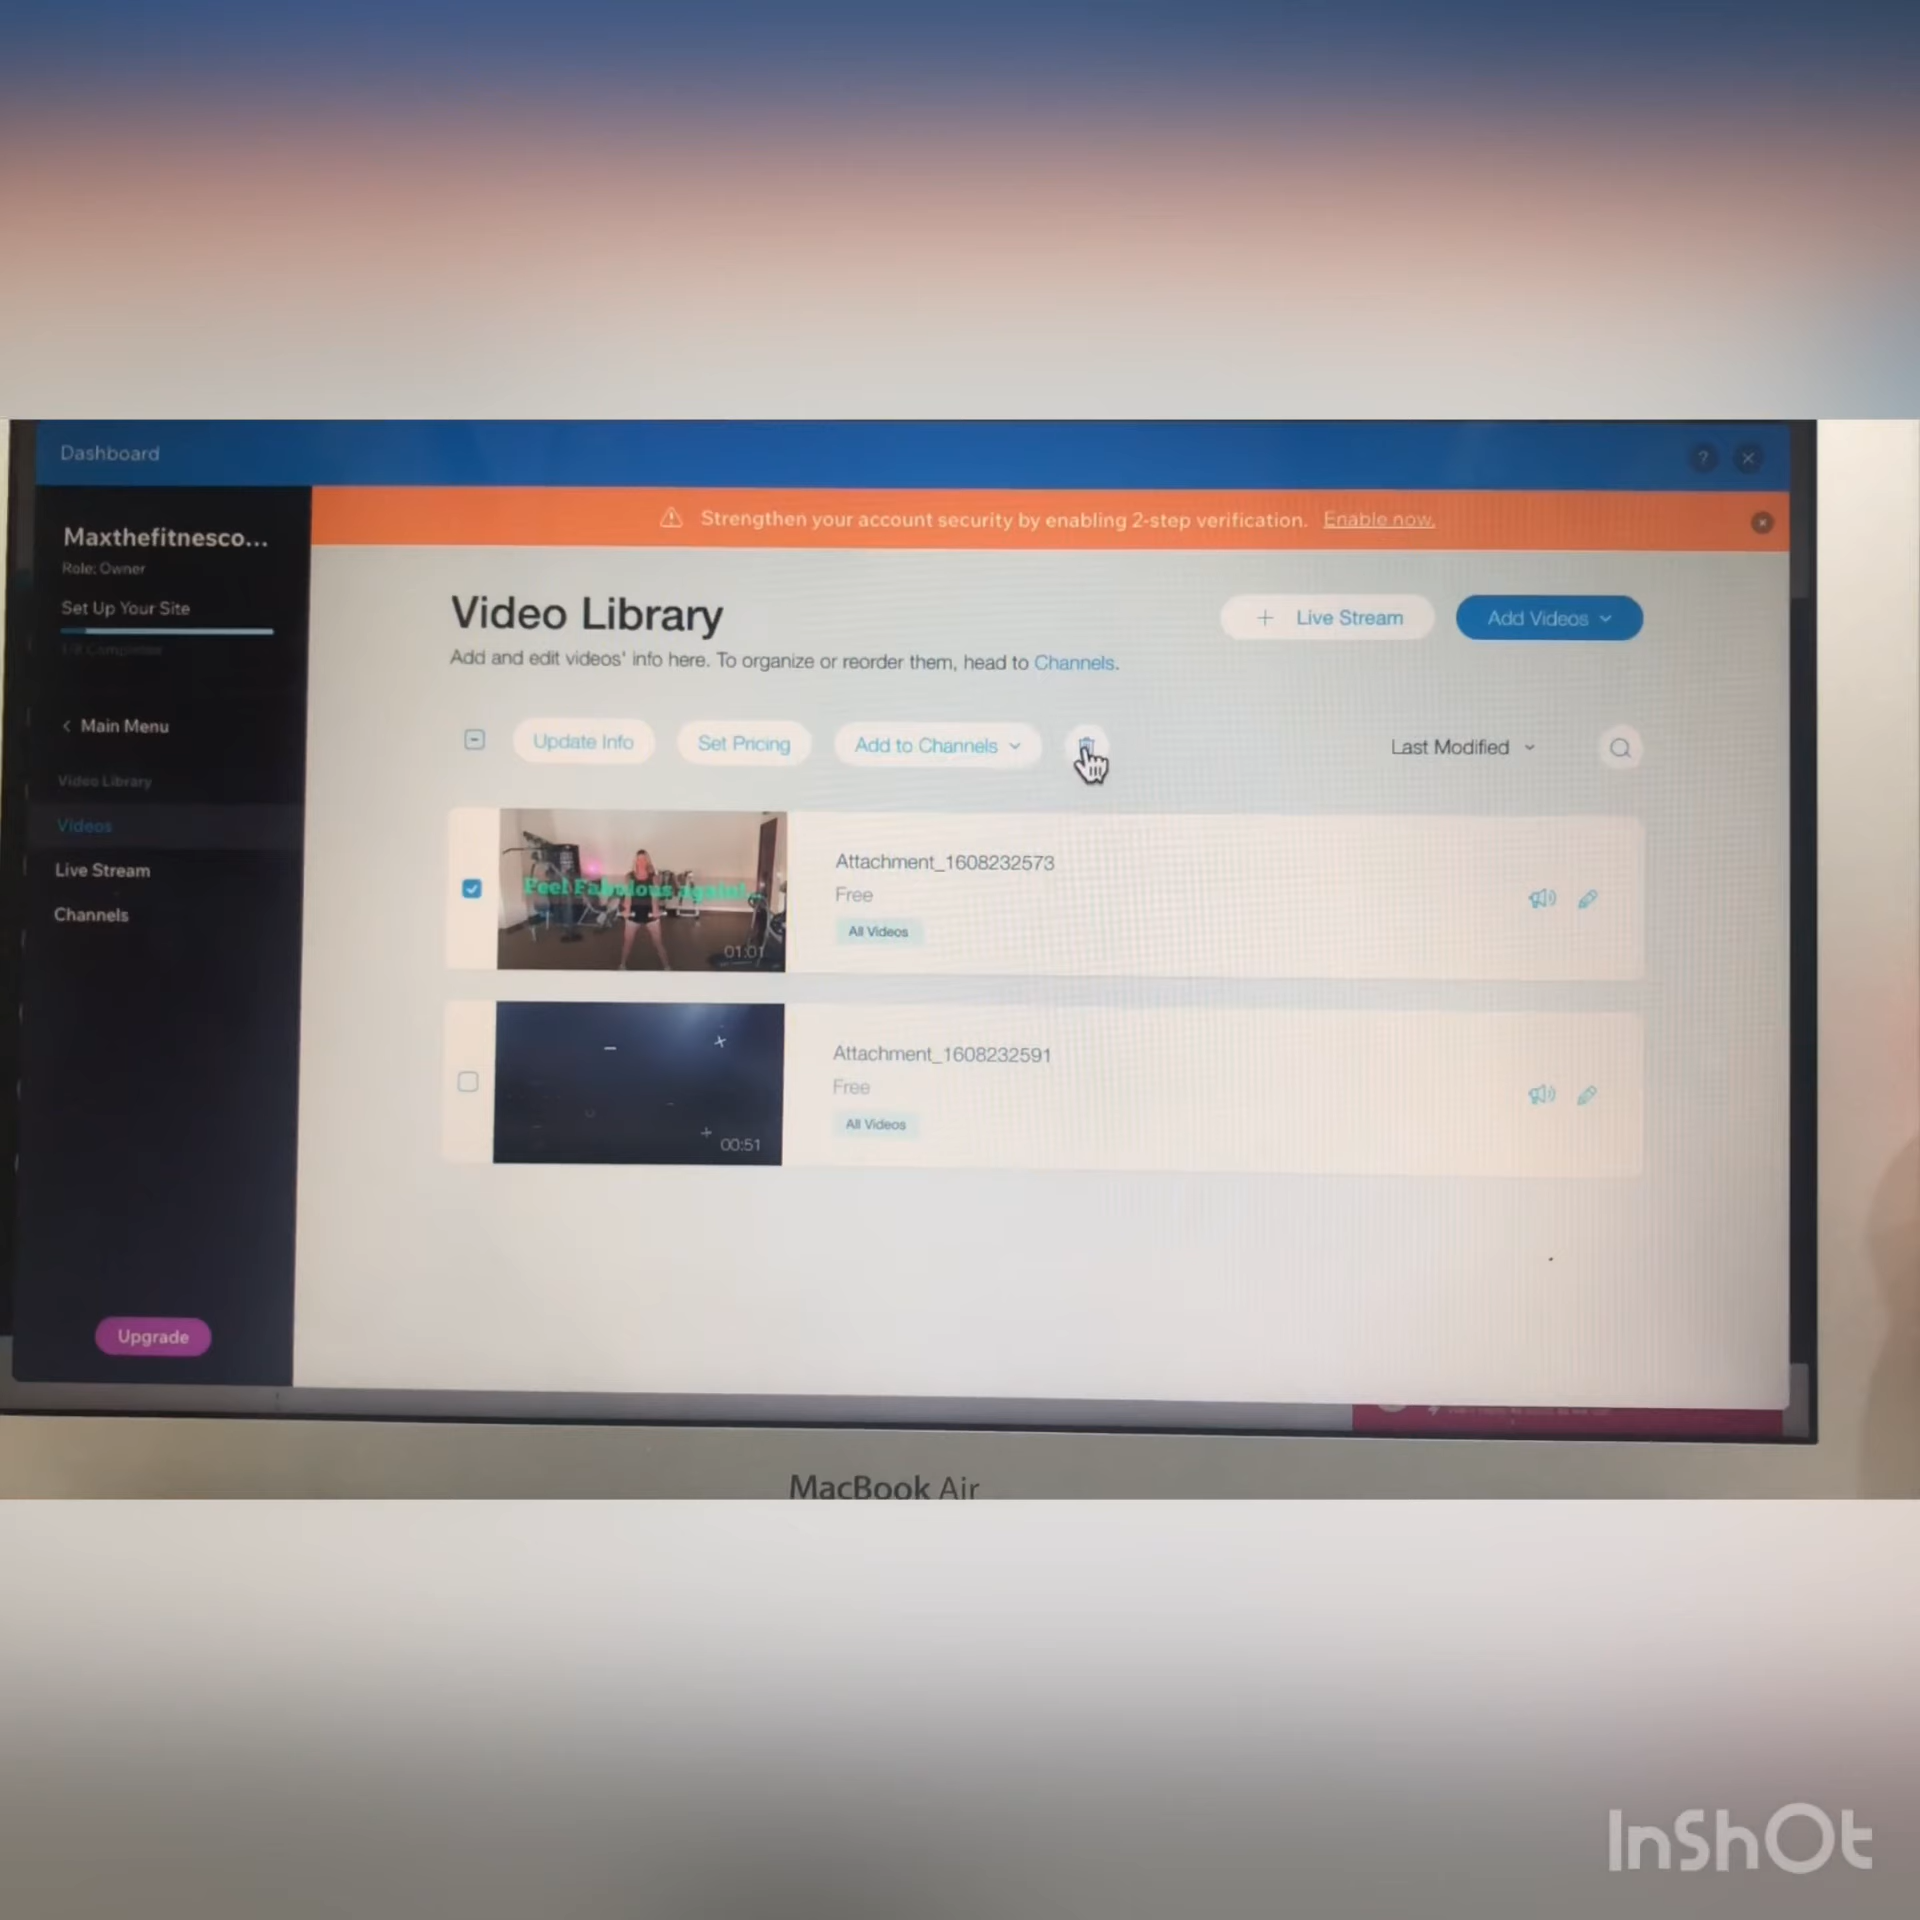 Dashboard
?
Strengthen your account security by enabling 2-step verification. Enable now.
Maxthefitnesco...
Role: Owner
Set Up Your Site
Video Library
+ Live Stream
Add Videos
Add and edit videos' info here. To organize or reorder them, head to Channels.
< Main Menu
Update Info
Set Pricing
Add to Channels
Last Modified
Video Library
Videos
Live Stream
Channels
Feel Fabulous again!
01:01
Attachment_1608232573
Free
All Videos
00:51
Attachment_1608232591
Free
All Videos
Upgrade
MacBook Air
InShOt